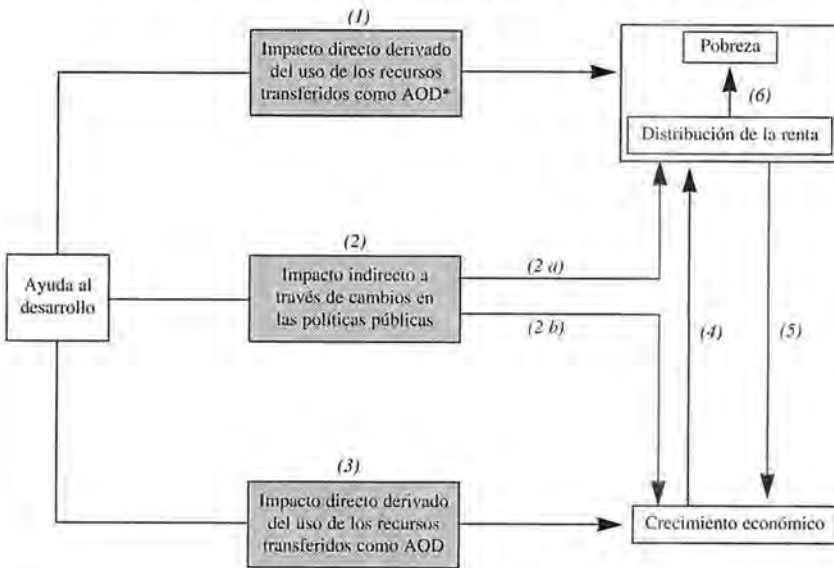 (1)
Impacto directo derivado
del uso de los recursos
transferidos como AOD*
Pobreza
(6)
Distribución de la renta
Ayuda al
desarrollo
(2)
Impacto indirecto a
través de cambios en
las políticas públicas
(2 a)
(2 b)
(4)
(5)
(3)
Impacto directo derivado
del uso de los recursos
transferidos como AOD
Crecimiento económico